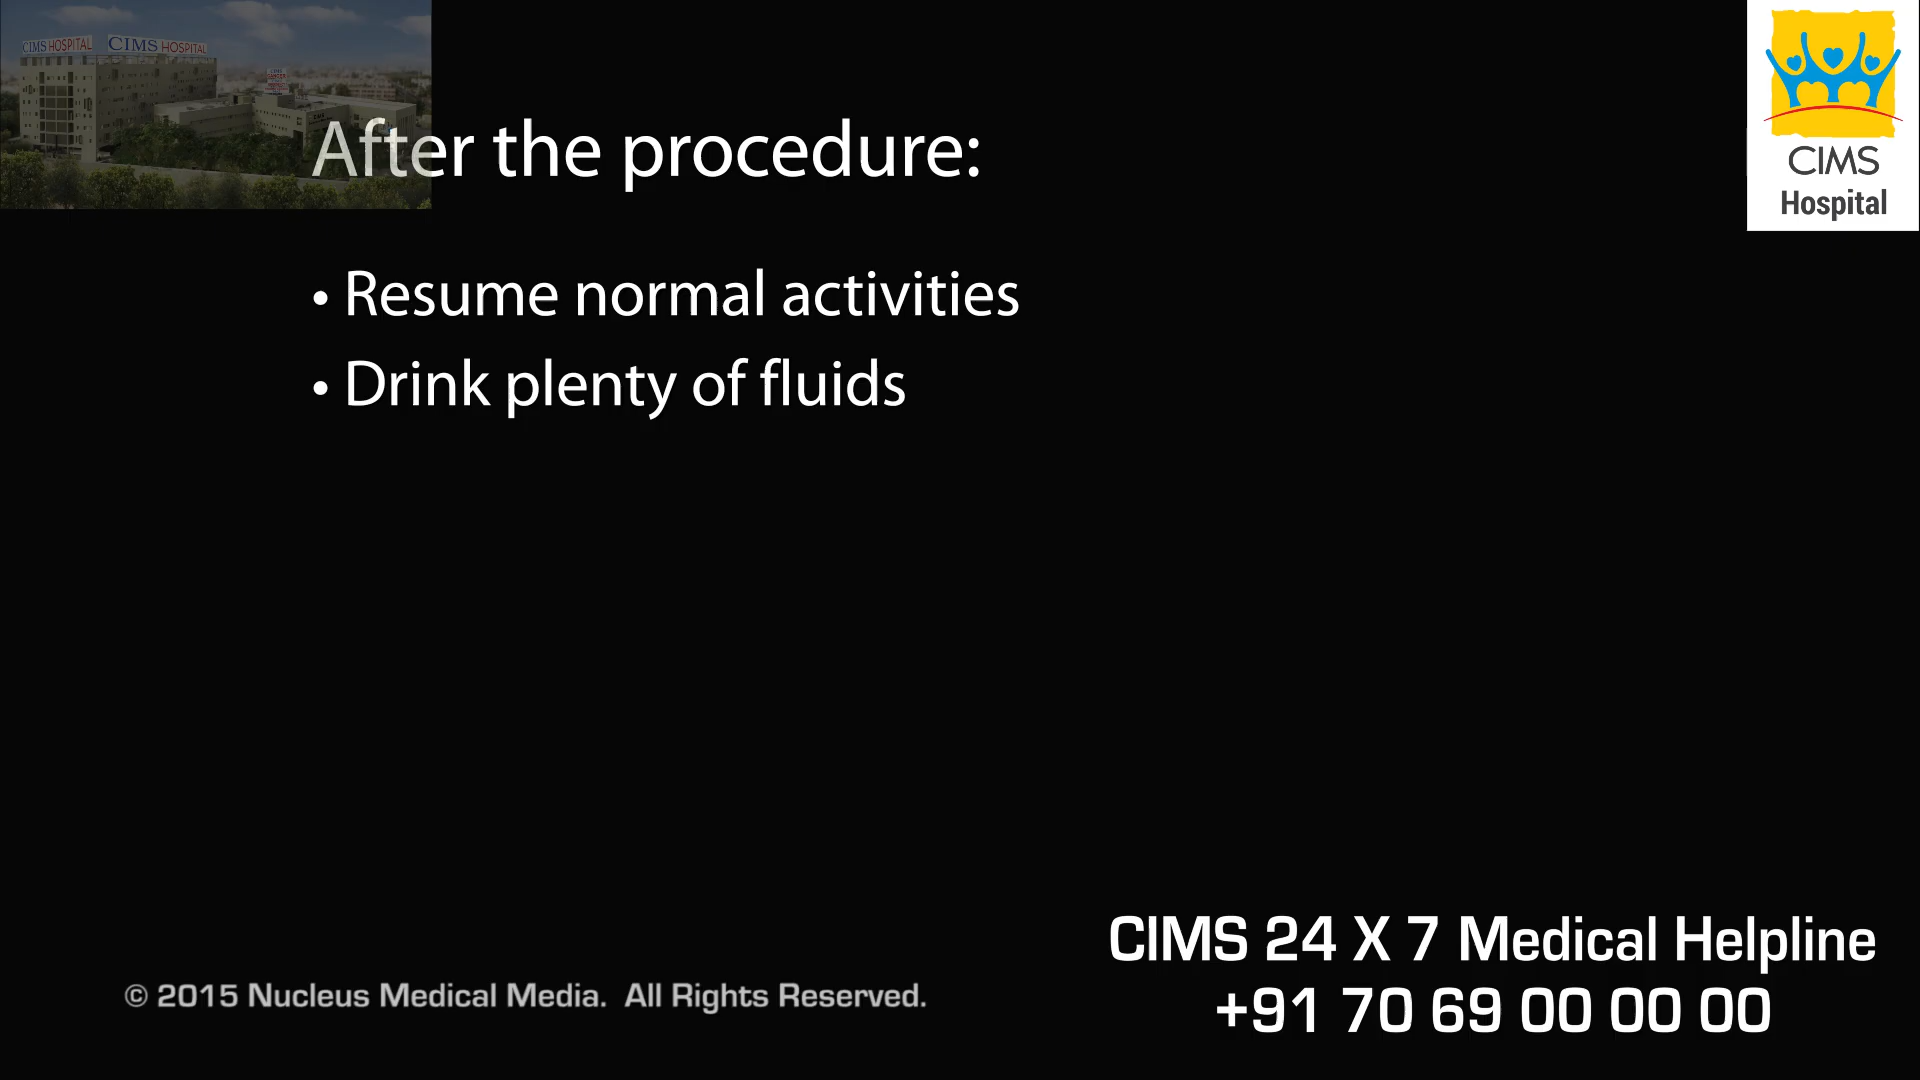 CIMS HOSPITAL CIMS HOSPITAL
After the procedure:
• Resume normal activities
• Drink plenty of fluids
CIMS
Hospital
CIMS 24 X 7 Medical Helpline
+91 70 69 00 00 00
© 2015 Nucleus Medical Media. All Rights Reserved.